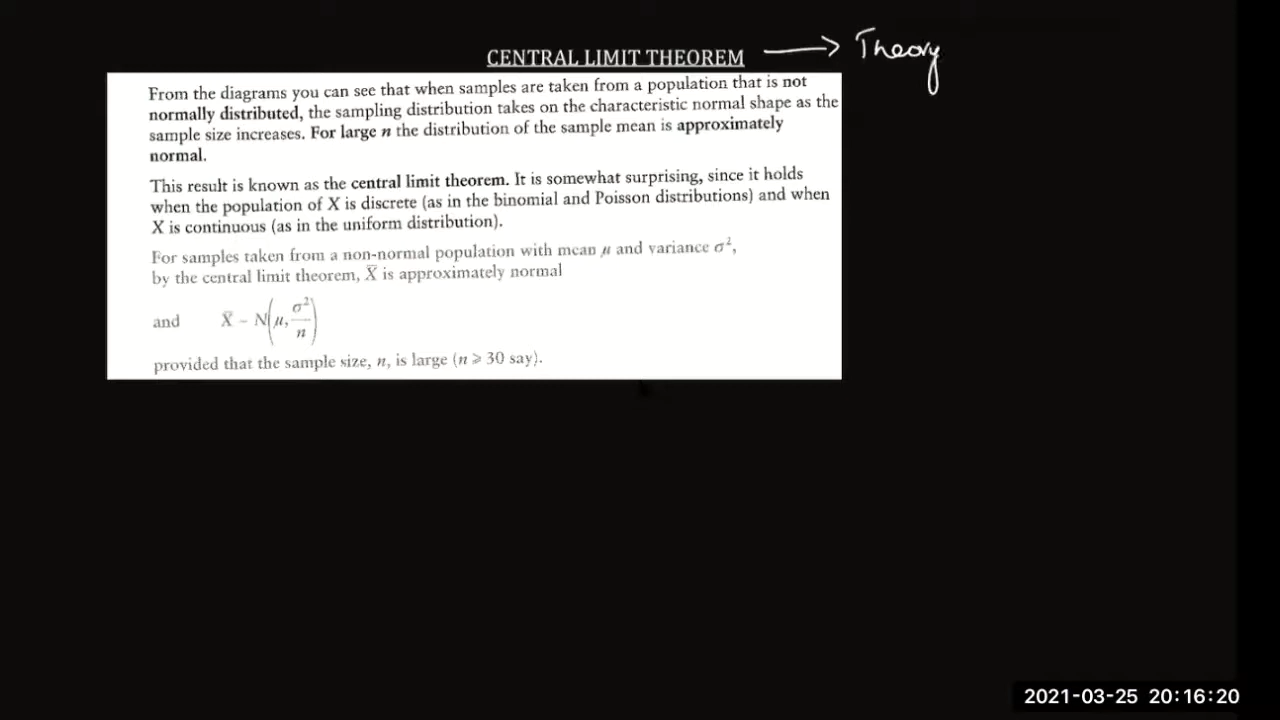 CENTRAL LIMIT THEOREM → Theory
From the diagrams you can see that when samples are taken from a population that is not
normally distributed, the sampling distribution takes on the characteristic normal shape as the
sample size increases. For large n the distribution of the sample mean is approximately
normal.
This result is known as the central limit theorem. It is somewhat surprising, since it holds
when the population of X is discrete (as in the binomial and Poisson distributions) and when
X is continuous (as in the uniform distribution).
For samples taken from a non-normal population with mean μ and variance σ²,
by the central limit theorem, X̄ is approximately normal
and X̄ ~ N(μ, σ²/n)
provided that the sample size, n, is large (n ⩾ 30 say).
2021-03-25 20:16:20